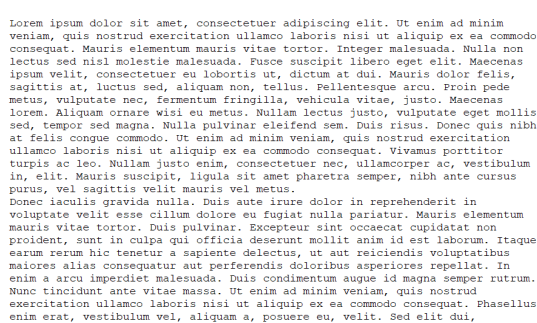 Lorem ipsum dolor sit amet, consectetuer adipiscing elit. Ut enim ad minim
veniam, quis nostrud exercitation ullamco laboris nisi ut aliquip ex ea commodo
consequat. Mauris elementum mauris vitae tortor. Integer malesuada. Nulla non
lectus sed nisl molestie malesuada. Fusce suscipit libero eget elit. Maecenas
ipsum velit, consectetuer eu lobortis ut, dictum at dui. Mauris dolor felis,
sagittis at, luctus sed, aliquam non, tellus. Pellentesque arcu. Proin pede
metus, vulputate nec, fermentum fringilla, vehicula vitae, justo. Maecenas
lorem. Aliquam ornare wisi eu metus. Nullam lectus justo, vulputate eget mollis
sed, tempor sed magna. Nulla pulvinar eleifend sem. Duis risus. Donec quis nibh
at felis congue commodo. Ut enim ad minim veniam, quis nostrud exercitation
ullamco laboris nisi ut aliquip ex ea commodo consequat. Vivamus porttitor
turpis ac leo. Nullam justo enim, consectetuer nec, ullamcorper ac, vestibulum
in, elit. Mauris suscipit, ligula sit amet pharetra semper, nibh ante cursus
purus, vel sagittis velit mauris vel metus.
Donec iaculis gravida nulla. Duis aute irure dolor in reprehenderit in
voluptate velit esse cillum dolore eu fugiat nulla pariatur. Mauris elementum
mauris vitae tortor. Duis pulvinar. Excepteur sint occaecat cupidatat non
proident, sunt in culpa qui officia deserunt mollit anim id est laborum. Itaque
earum rerum hic tenetur a sapiente delectus, ut aut reiciendis voluptatibus
maiores alias consequatur aut perferendis doloribus asperiores repellat. In
enim a arcu imperdiet malesuada. Duis condimentum augue id magna semper rutrum.
Nunc tincidunt ante vitae massa. Ut enim ad minim veniam, quis nostrud
exercitation ullamco laboris nisi ut aliquip ex ea commodo consequat. Phasellus
enim erat, vestibulum vel, aliquam a, posuere eu, velit. Sed elit dui,